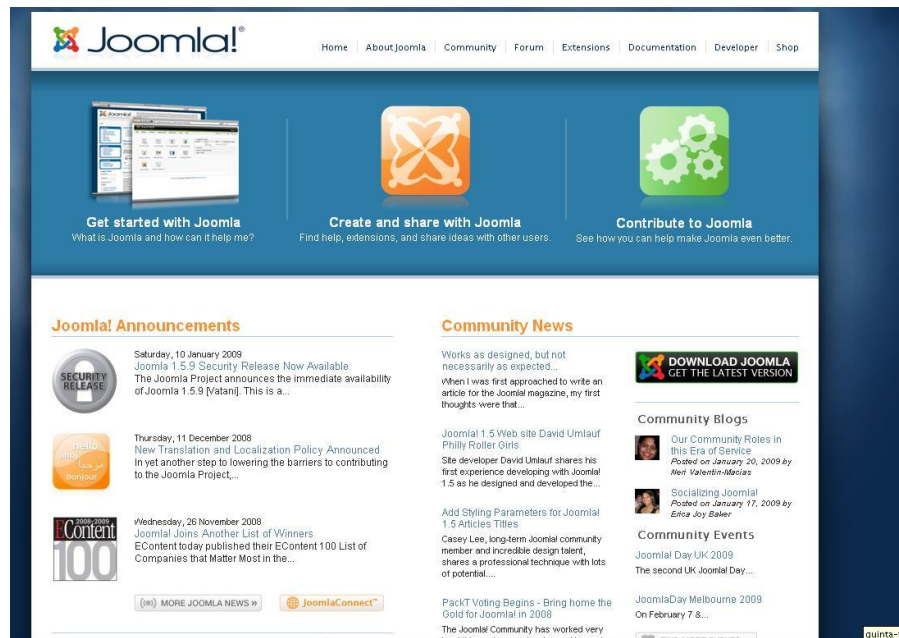 Joomla!®
Home
About Joomla
Community
Forum
Extensions
Documentation
Developer
Shop
Get started with Joomla
What is Joomla and how can it help me?
Create and share with Joomla
Find help, extensions, and share ideas with other users.
Contribute to Joomla
See how you can help make Joomla even better.
Joomla! Announcements
SECURITY
RELEASE
Saturday, 10 January 2009
Joomla 1.5.9 Security Release Now Available
The Joomla Project announces the immediate availability
of Joomla 1.5.9 [Vatani]. This is a...
hello
bonjour
Thursday, 11 December 2008
New Translation and Localization Policy Announced
In yet another step to lowering the barriers to contributing
to the Joomla Project,...
2008-2009
EContent
100
Wednesday, 26 November 2008
Joomla! Joins Another List of Winners
EContent today published their EContent 100 List of
Companies that Matter Most in the...
MORE JOOMLA NEWS »
JoomlaConnect™
Community News
Works as designed, but not
necessarily as expected...
When I was first approached to write an
article for the Joomla! magazine, my first
thoughts were that...
Joomla! 1.5 Web site David Umlauf
Philly Roller Girls
Site developer David Umlauf shares his
first experience developing with Joomla!
1.5 as he designed and developed the...
Add Styling Parameters for Joomla!
1.5 Articles Titles
Casey Lee, long-term Joomla! community
member and incredible design talent,
shares a professional technique with lots
of potential....
PackT Voting Begins - Bring home the
Gold for Joomla! in 2008
The Joomla! Community has worked very
DOWNLOAD JOOMLA
GET THE LATEST VERSION
Community Blogs
Our Community Roles in
this Era of Service
Posted on January 20, 2009 by
Neri Valentin-Macias
Socializing Joomla!
Posted on January 17, 2009 by
Erica Joy Baker
Community Events
Joomla! Day UK 2009
The second UK Joomla! Day...
JoomlaDay Melbourne 2009
On February 7 &...
quinta-